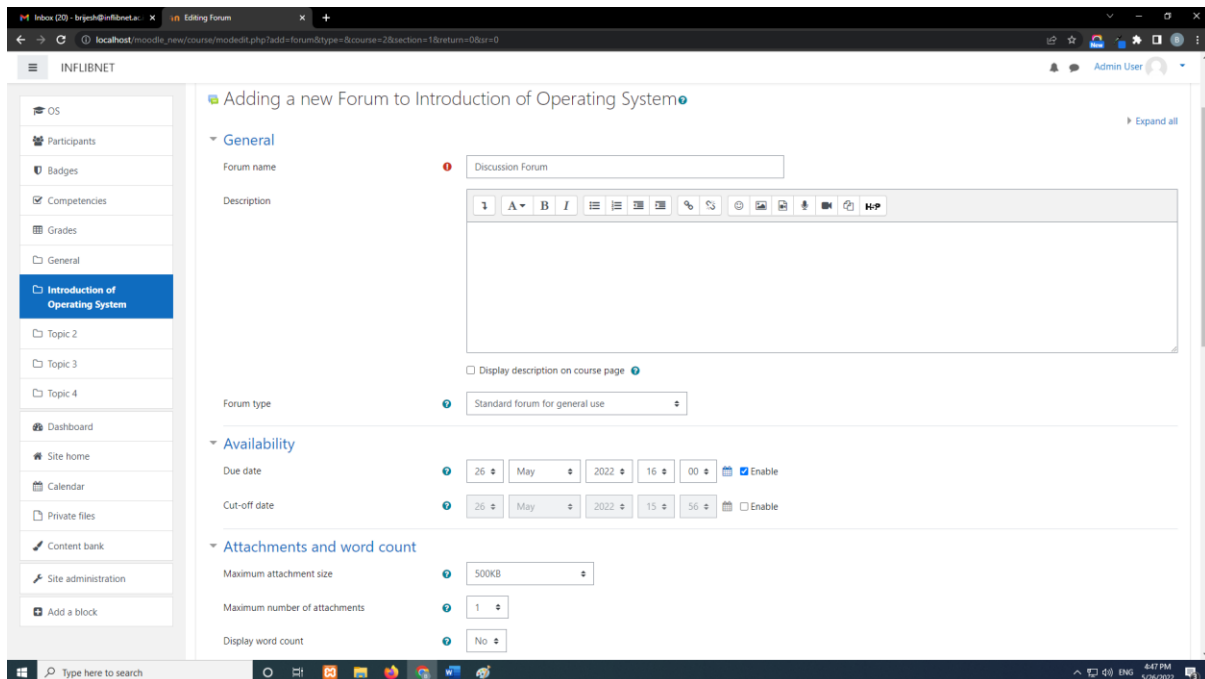 Inbox (20) - brijesh@inflibnet.ac. X
Editing Forum X +
localhost/moodle_new/course/modedit.php?add=forum&type=&course=2&section=1&return=0&sr=0
New
B
INFLIBNET
Admin User
OS
Participants
Badges
Competencies
Grades
General
Introduction of
Operating System
Topic 2
Topic 3
Topic 4
Dashboard
Site home
Calendar
Private files
Content bank
Site administration
Add a block
Adding a new Forum to Introduction of Operating System
Expand all
General
Forum name
Discussion Forum
Description
A B I H-P
Display description on course page
Forum type
Standard forum for general use
Availability
Due date
26 May 2022 16 00 Enable
Cut-off date
26 May 2022 15 56 Enable
Attachments and word count
Maximum attachment size
500KB
Maximum number of attachments
1
Display word count
No
Type here to search
ENG
4:47 PM
5/26/2022